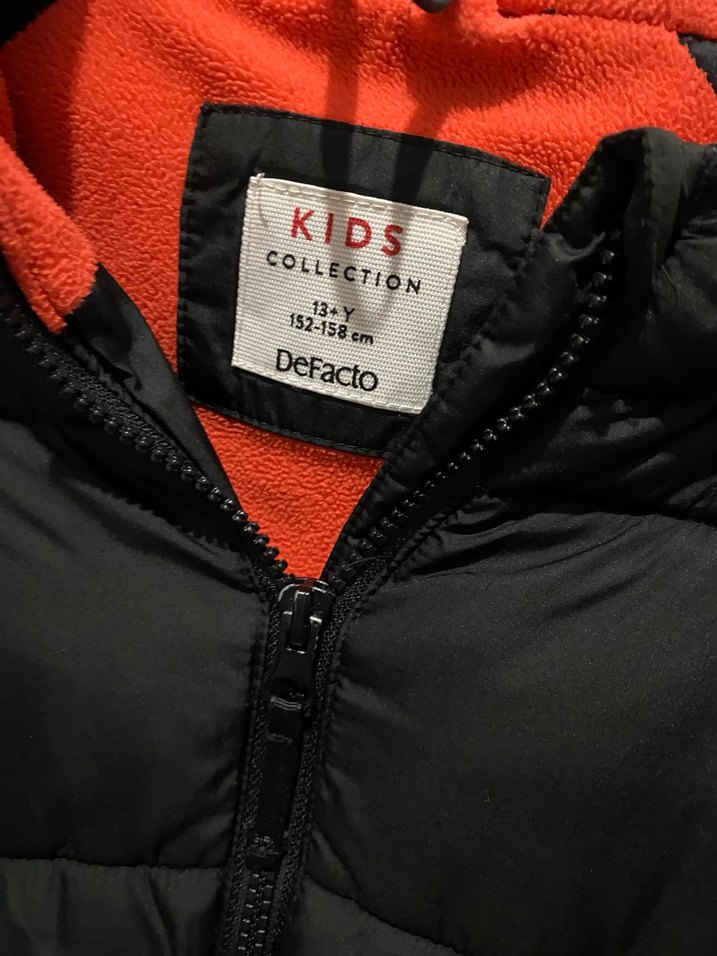 KIDS
COLLECTION
13+ Y
152-158 cm
DeFacto